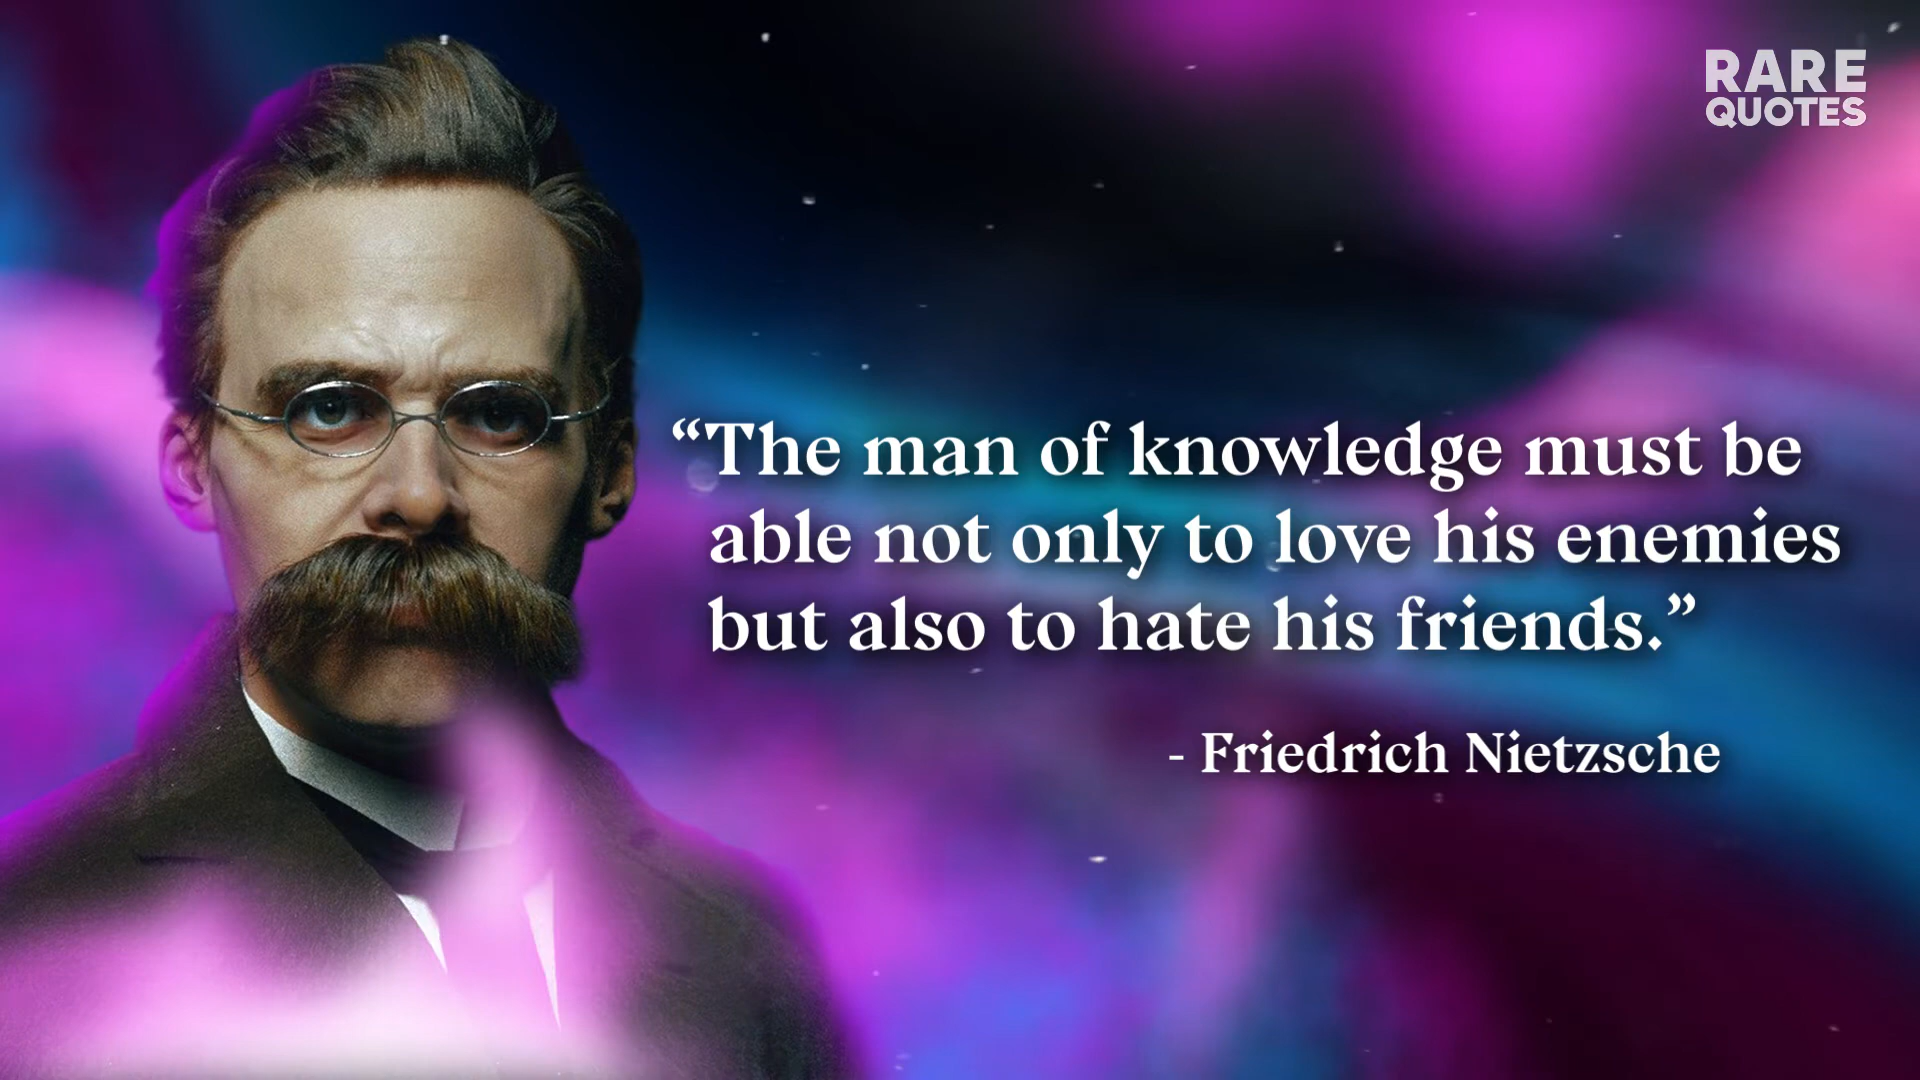 RARE
QUOTES
“The man of knowledge must be
able not only to love his enemies
but also to hate his friends.”
- Friedrich Nietzsche